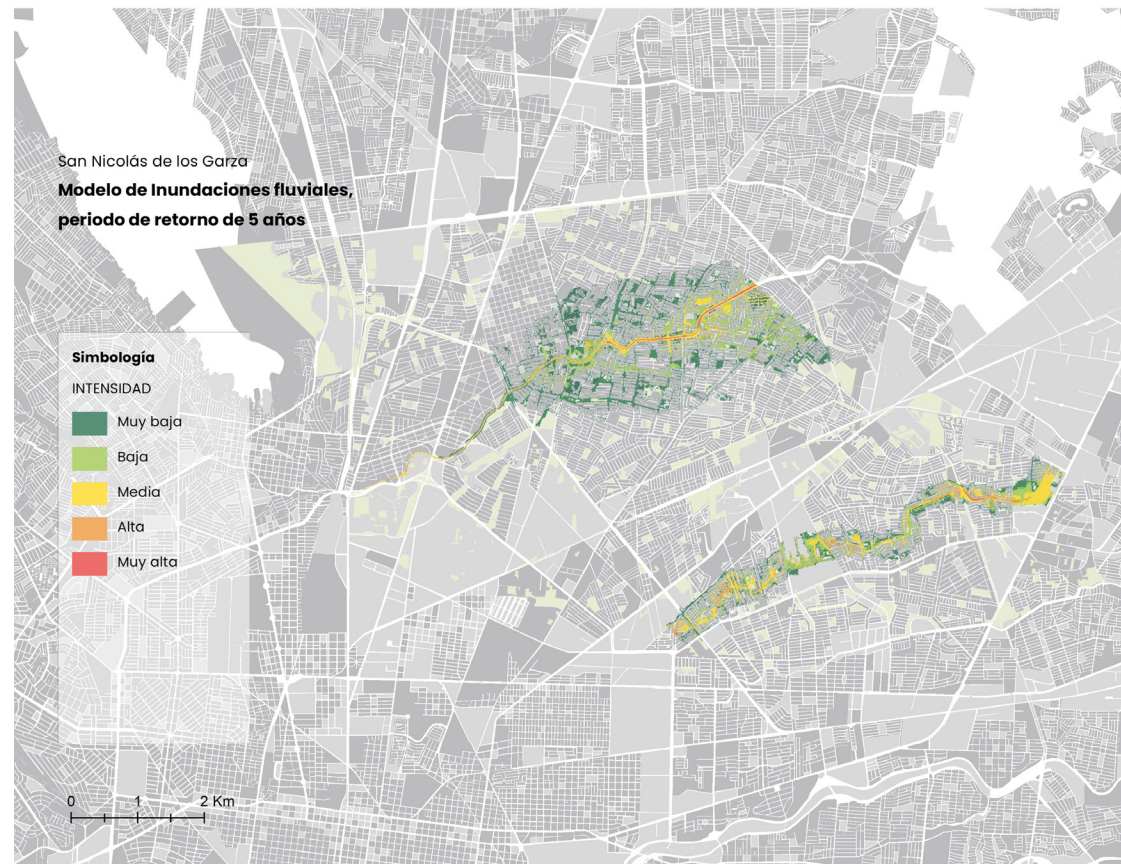 San Nicolás de los Garza
Modelo de Inundaciones fluviales,
periodo de retorno de 5 años
Simbología
INTENSIDAD
Muy baja
Baja
Media
Alta
Muy alta
0 1 2 Km